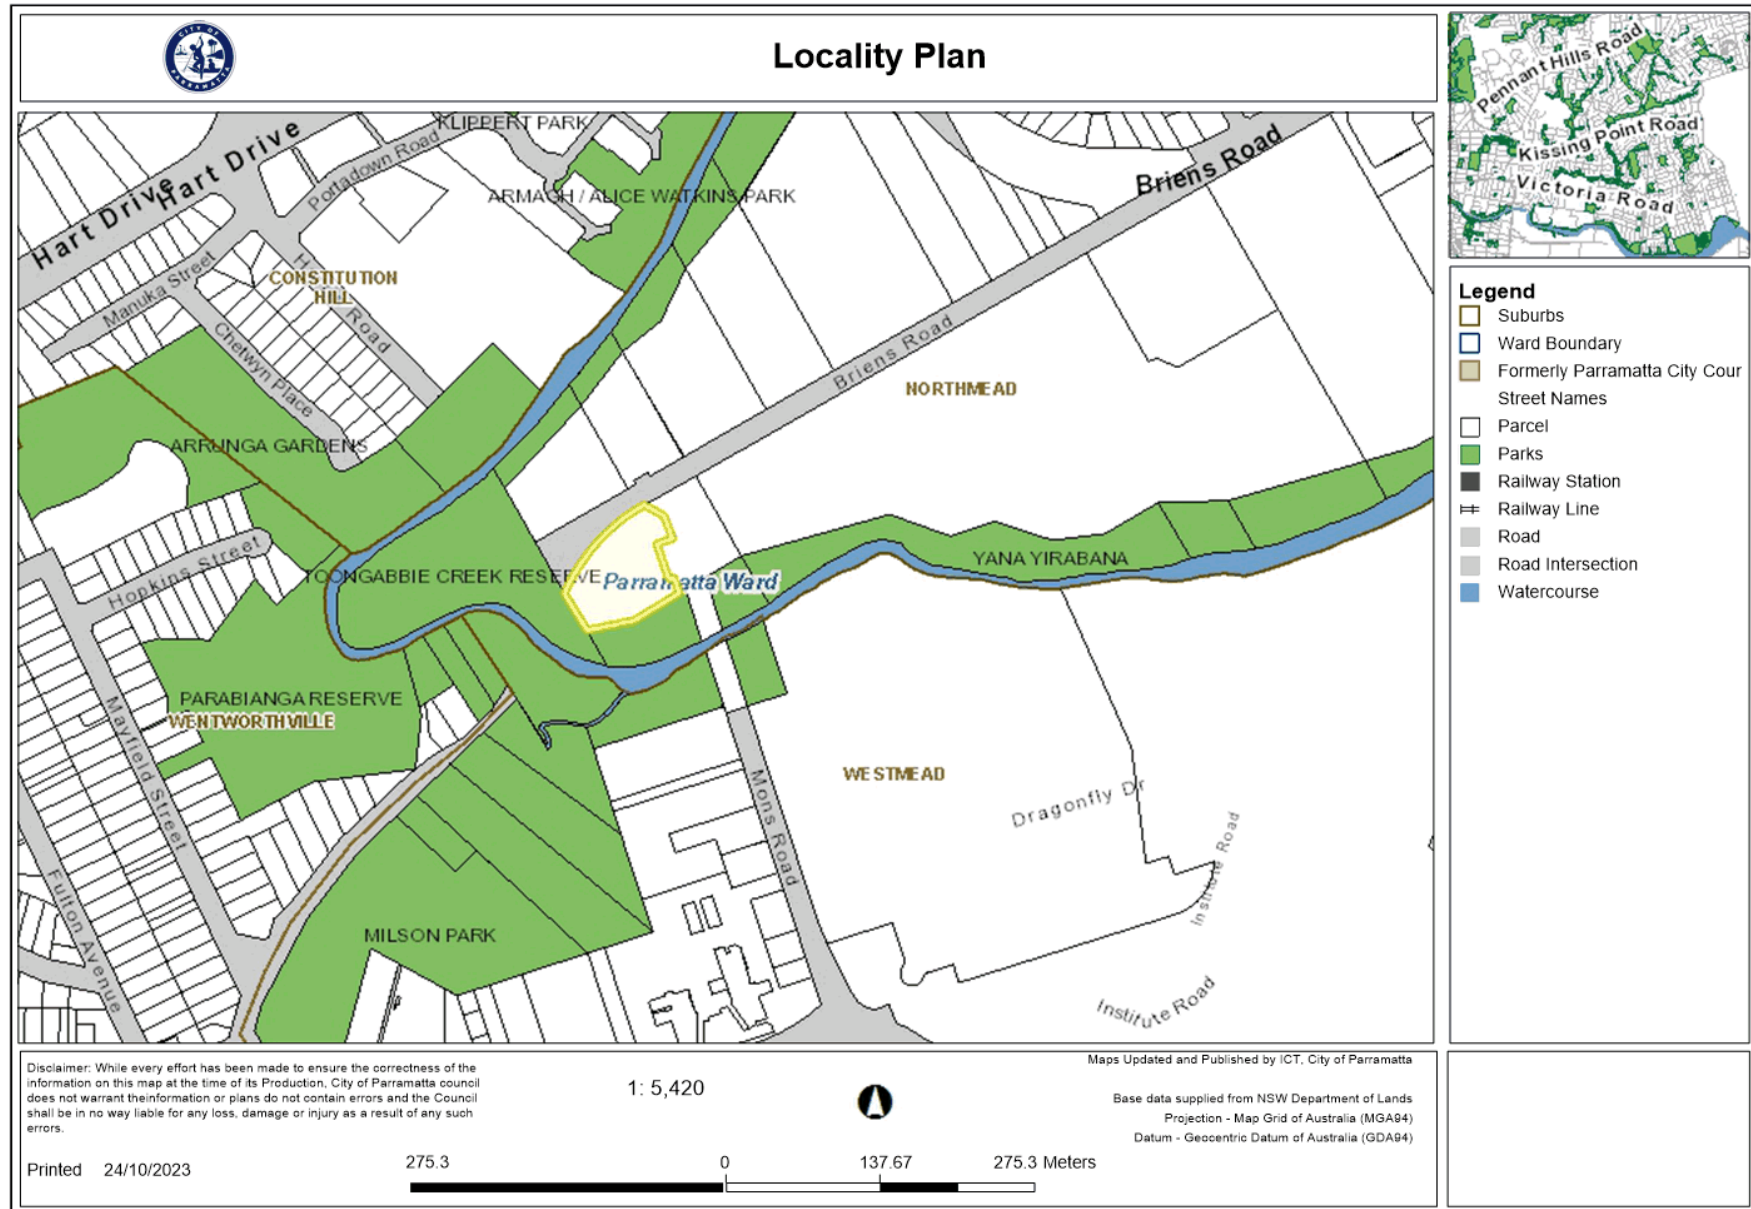 CITY OF
PARRAMATTA
Locality Plan
Pennant Hills Road
Kissing Point Road
Victoria Road
KLIPPERT PARK
Hart Drive
Hart Drive
Portadown Road
ARMAGH / ALICE WATKINS PARK
Briens Road
Manuka Street
CONSTITUTION
HILL
Road
Chetwyn Place
Briens Road
NORTHMEAD
ARRUNGA GARDENS
Hopkins Street
TOONGABBIE CREEK RESERVE
Parramatta Ward
YANA YIRABANA
PARABIANGA RESERVE
WENTWORTHVILLE
Mayfield Street
WESTMEAD
Mons Road
Dragonfly Dr
Institute Road
Fulton Avenue
MILSON PARK
Institute Road
Legend
Suburbs
Ward Boundary
Formerly Parramatta City Cour
Street Names
Parcel
Parks
Railway Station
Railway Line
Road
Road Intersection
Watercourse
Disclaimer: While every effort has been made to ensure the correctness of the
information on this map at the time of its Production, City of Parramatta council
does not warrant theinformation or plans do not contain errors and the Council
shall be in no way liable for any loss, damage or injury as a result of any such
errors.
Printed 24/10/2023
1: 5,420
275.3 0 137.67 275.3 Meters
Maps Updated and Published by ICT, City of Parramatta
Base data supplied from NSW Department of Lands
Projection - Map Grid of Australia (MGA94)
Datum - Geocentric Datum of Australia (GDA94)